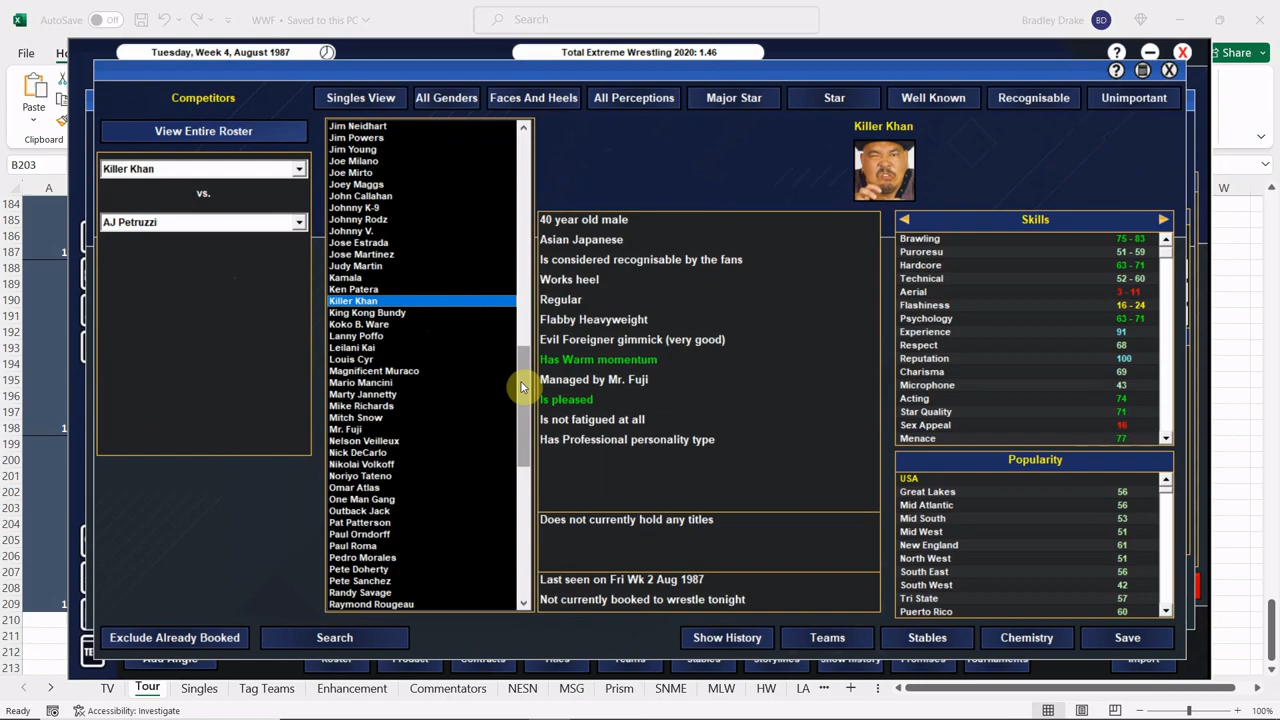 AutoSave
Off
WWF • Saved to this PC
Search
Bradley Drake
BD
File
Share
Paste
Clipboard
B203
Tuesday, Week 4, August 1987
Total Extreme Wrestling 2020: 1.46
Competitors
Singles View
All Genders
Faces And Heels
All Perceptions
Major Star
Star
Well Known
Recognisable
Unimportant
View Entire Roster
Killer Khan
vs.
AJ Petruzzi
Jim Neidhart
Jim Powers
Jim Young
Joe Milano
Joe Mirto
Joey Maggs
John Callahan
Johnny K-9
Johnny Rodz
Johnny V.
Jose Estrada
Jose Martinez
Judy Martin
Kamala
Ken Patera
Killer Khan
King Kong Bundy
Koko B. Ware
Lanny Poffo
Leilani Kai
Louis Cyr
Magnificent Muraco
Mario Mancini
Marty Jannetty
Mike Richards
Mitch Snow
Mr. Fuji
Nelson Veilleux
Nick DeCarlo
Nikolai Volkoff
Noriyo Tateno
Omar Atlas
One Man Gang
Outback Jack
Pat Patterson
Paul Orndorff
Paul Roma
Pedro Morales
Pete Doherty
Pete Sanchez
Randy Savage
Raymond Rougeau
Killer Khan
40 year old male
Asian Japanese
Is considered recognisable by the fans
Works heel
Regular
Flabby Heavyweight
Evil Foreigner gimmick (very good)
Has Warm momentum
Managed by Mr. Fuji
Is pleased
Is not fatigued at all
Has Professional personality type
Does not currently hold any titles
Last seen on Fri Wk 2 Aug 1987
Not currently booked to wrestle tonight
Skills
Brawling 75 - 83
Puroresu 51 - 59
Hardcore 63 - 71
Technical 52 - 60
Aerial 3 - 11
Flashiness 16 - 24
Psychology 63 - 71
Experience 91
Respect 68
Reputation 100
Charisma 69
Microphone 43
Acting 74
Star Quality 71
Sex Appeal 16
Menace 77
Popularity
USA
Great Lakes 56
Mid Atlantic 56
Mid South 53
Mid West 51
New England 61
North West 51
South East 56
South West 42
Tri State 57
Puerto Rico 60
Exclude Already Booked
Search
Show History
Teams
Stables
Chemistry
Save
A
W
184
185
186
187
188
189
190
191
192
193
194
195
196
197
198
199
200
201
202
203
204
205
206
207
208
209
210
211
212
213
TV
Tour
Singles
Tag Teams
Enhancement
Commentators
NESN
MSG
Prism
SNME
MLW
HW
LA
Ready
Accessibility: Investigate
100%